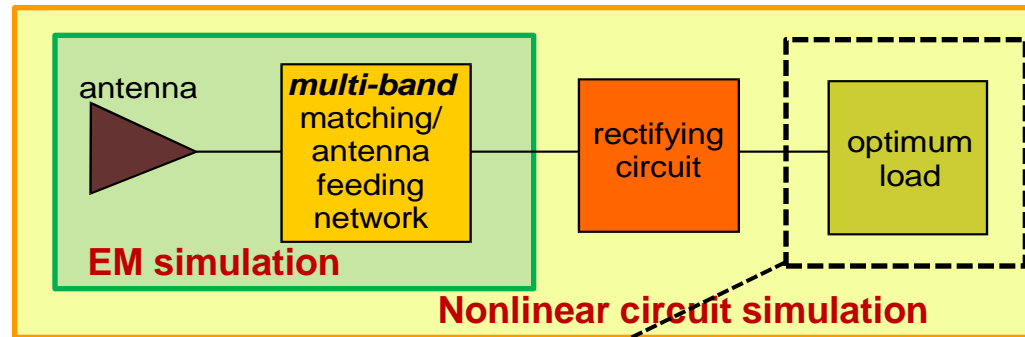 antenna
multi-band
matching/
antenna
feeding
network
rectifying
circuit
optimum
load
EM simulation
Nonlinear circuit simulation